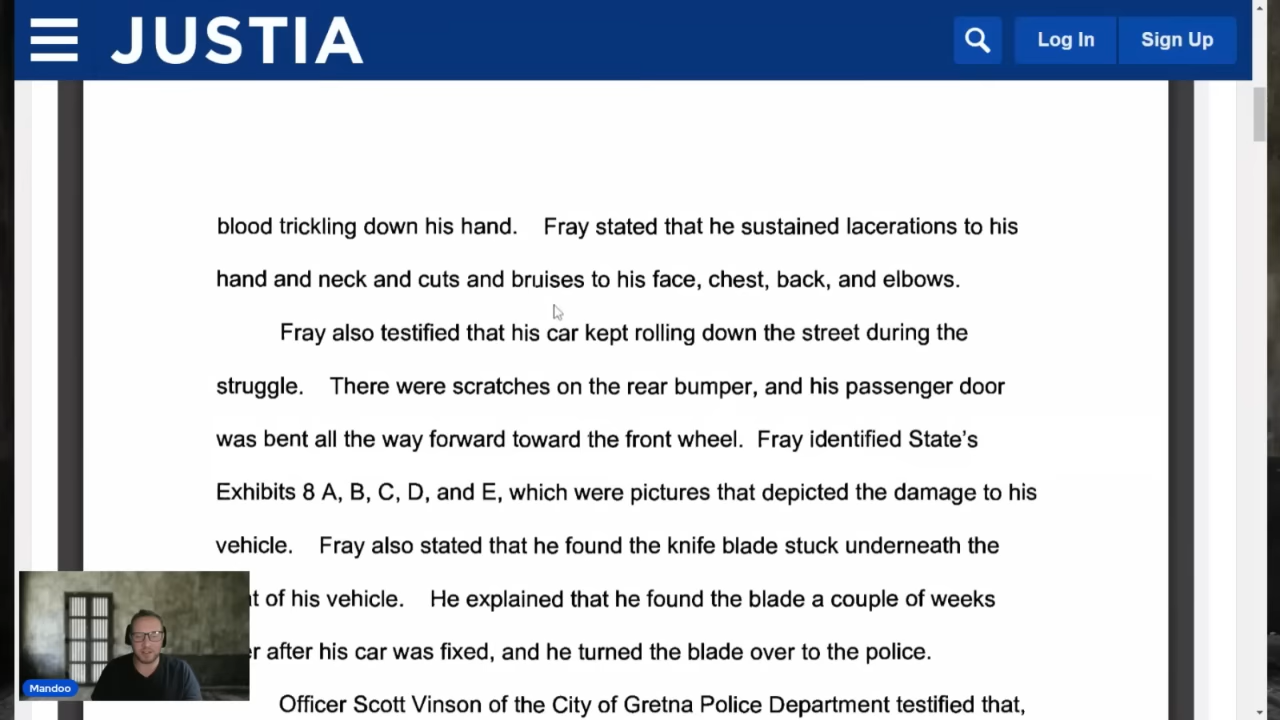 JUSTIA
Log In
Sign Up
blood trickling down his hand. Fray stated that he sustained lacerations to his
hand and neck and cuts and bruises to his face, chest, back, and elbows.
Fray also testified that his car kept rolling down the street during the
struggle. There were scratches on the rear bumper, and his passenger door
was bent all the way forward toward the front wheel. Fray identified State’s
Exhibits 8 A, B, C, D, and E, which were pictures that depicted the damage to his
vehicle. Fray also stated that he found the knife blade stuck underneath the
of his vehicle. He explained that he found the blade a couple of weeks
after his car was fixed, and he turned the blade over to the police.
Officer Scott Vinson of the City of Gretna Police Department testified that,
Mandoo